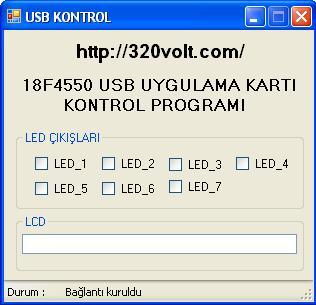 USB KONTROL
http://320volt.com/
18F4550 USB UYGULAMA KARTI
KONTROL PROGRAMI
LED ÇIKIŞLARI
LED_1 LED_2 LED_3 LED_4
LED_5 LED_6 LED_7
LCD
Durum : Bağlantı kuruldu